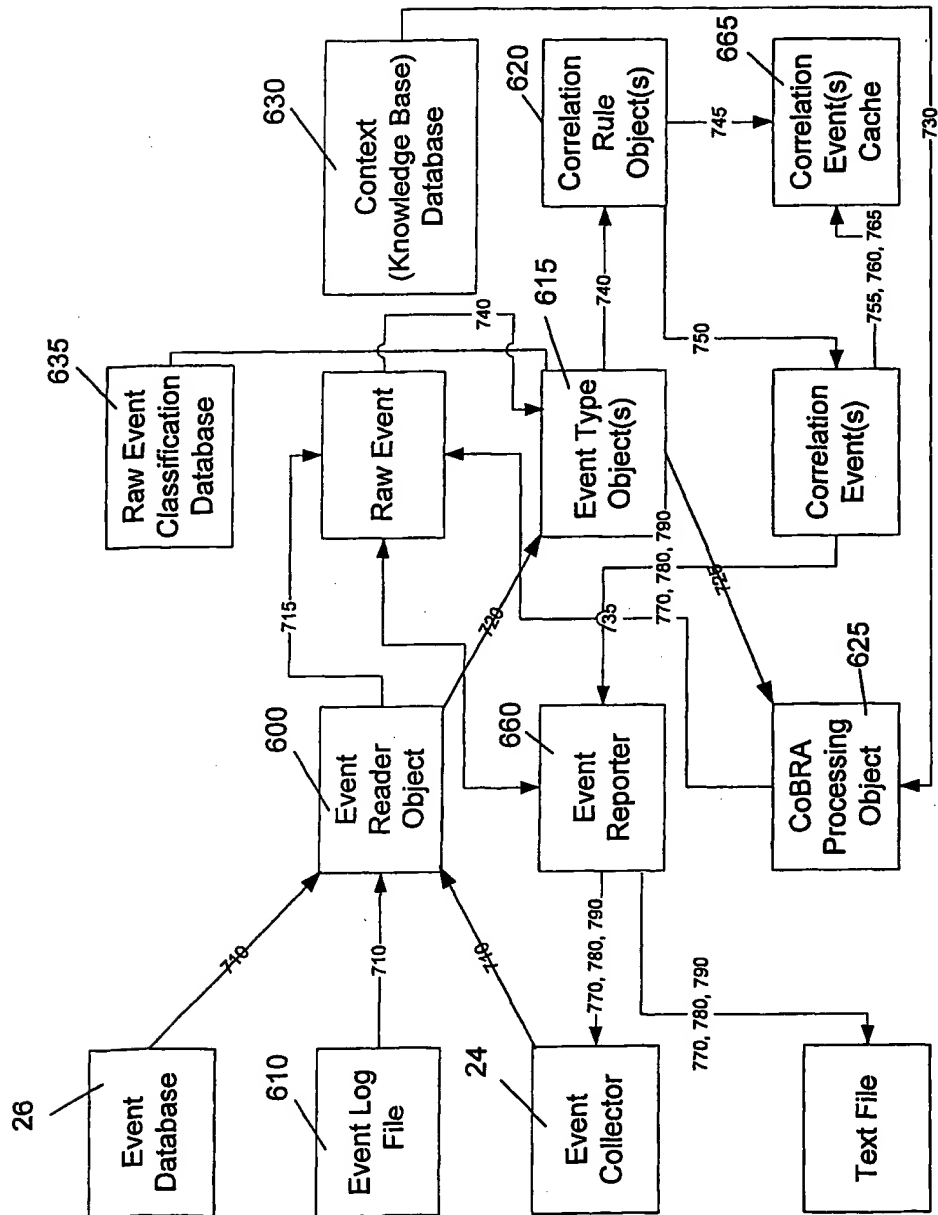 26
Event
Database
610
Event Log
File
24
Event
Collector
Text File
710
710
710
770, 780, 790
770, 780, 790
600
Event
Reader
Object
660
Event
Reporter
CoBRA
Processing
Object
625
715
720
735
770, 780, 790
725
635
Raw Event
Classification
Database
Raw Event
740
615
Event Type
Object(s)
Correlation
Event(s)
740
750
755, 760, 765
630
Context
(Knowledge Base)
Database
620
Correlation
Rule
Object(s)
745
665
Correlation
Event(s)
Cache
730